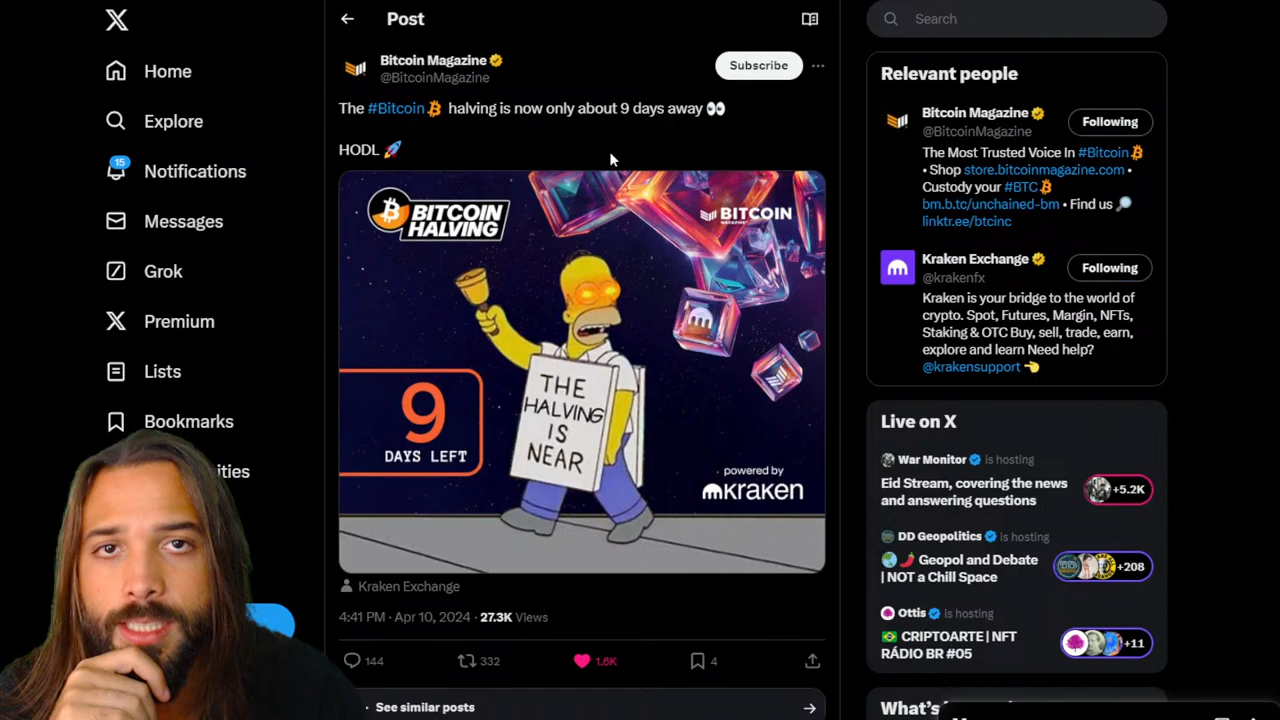 Home
Explore
15
Notifications
Messages
Grok
Premium
Lists
Bookmarks
Post
Bitcoin Magazine
@BitcoinMagazine
Subscribe
The #Bitcoin halving is now only about 9 days away 👀
HODL 🚀
BITCOIN
HALVING
BITCOIN
9
DAYS LEFT
THE
HALVING
IS
NEAR
powered by
kraken
Kraken Exchange
4:41 PM · Apr 10, 2024 · 27.3K Views
144
332
1.6K
4
See similar posts
Search
Relevant people
Bitcoin Magazine
Following
@BitcoinMagazine
The Most Trusted Voice In #Bitcoin
• Shop store.bitcoinmagazine.com •
Custody your #BTC
bm.b.tc/unchained-bm • Find us 🔎
linktr.ee/btcinc
Kraken Exchange
Following
@krakenfx
Kraken is your bridge to the world of
crypto. Spot, Futures, Margin, NFTs,
Staking & OTC Buy, sell, trade, earn,
explore and learn Need help?
@krakensupport 👈
Live on X
War Monitor is hosting
Eid Stream, covering the news
and answering questions
+5.2K
DD Geopolitics is hosting
🌎🌶️ Geopol and Debate
| NOT a Chill Space
+208
Ottis is hosting
🇧🇷 CRIPTOARTE | NFT
RÁDIO BR #05
+11